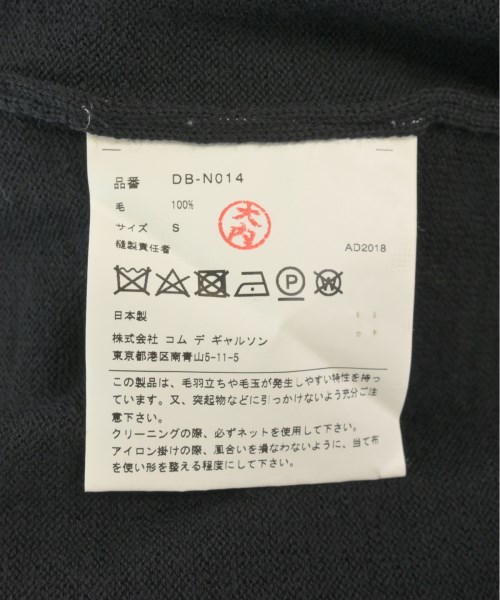 品番 DB-N014
毛 100%
サイズ S
縫製責任者
AD2018
日本製
株式会社 コム デ ギャルソン
東京都港区南青山5-11-5
この製品は、毛羽立ちや毛玉が発生しやすい特性を持っ
ています。又、突起物などに引っかけないよう充分ご注
意下さい。
クリーニングの際、必ずネットを使用して下さい。
アイロン掛けの際、風合いを損なわないように、当て布
を使い形を整える程度にして下さい。